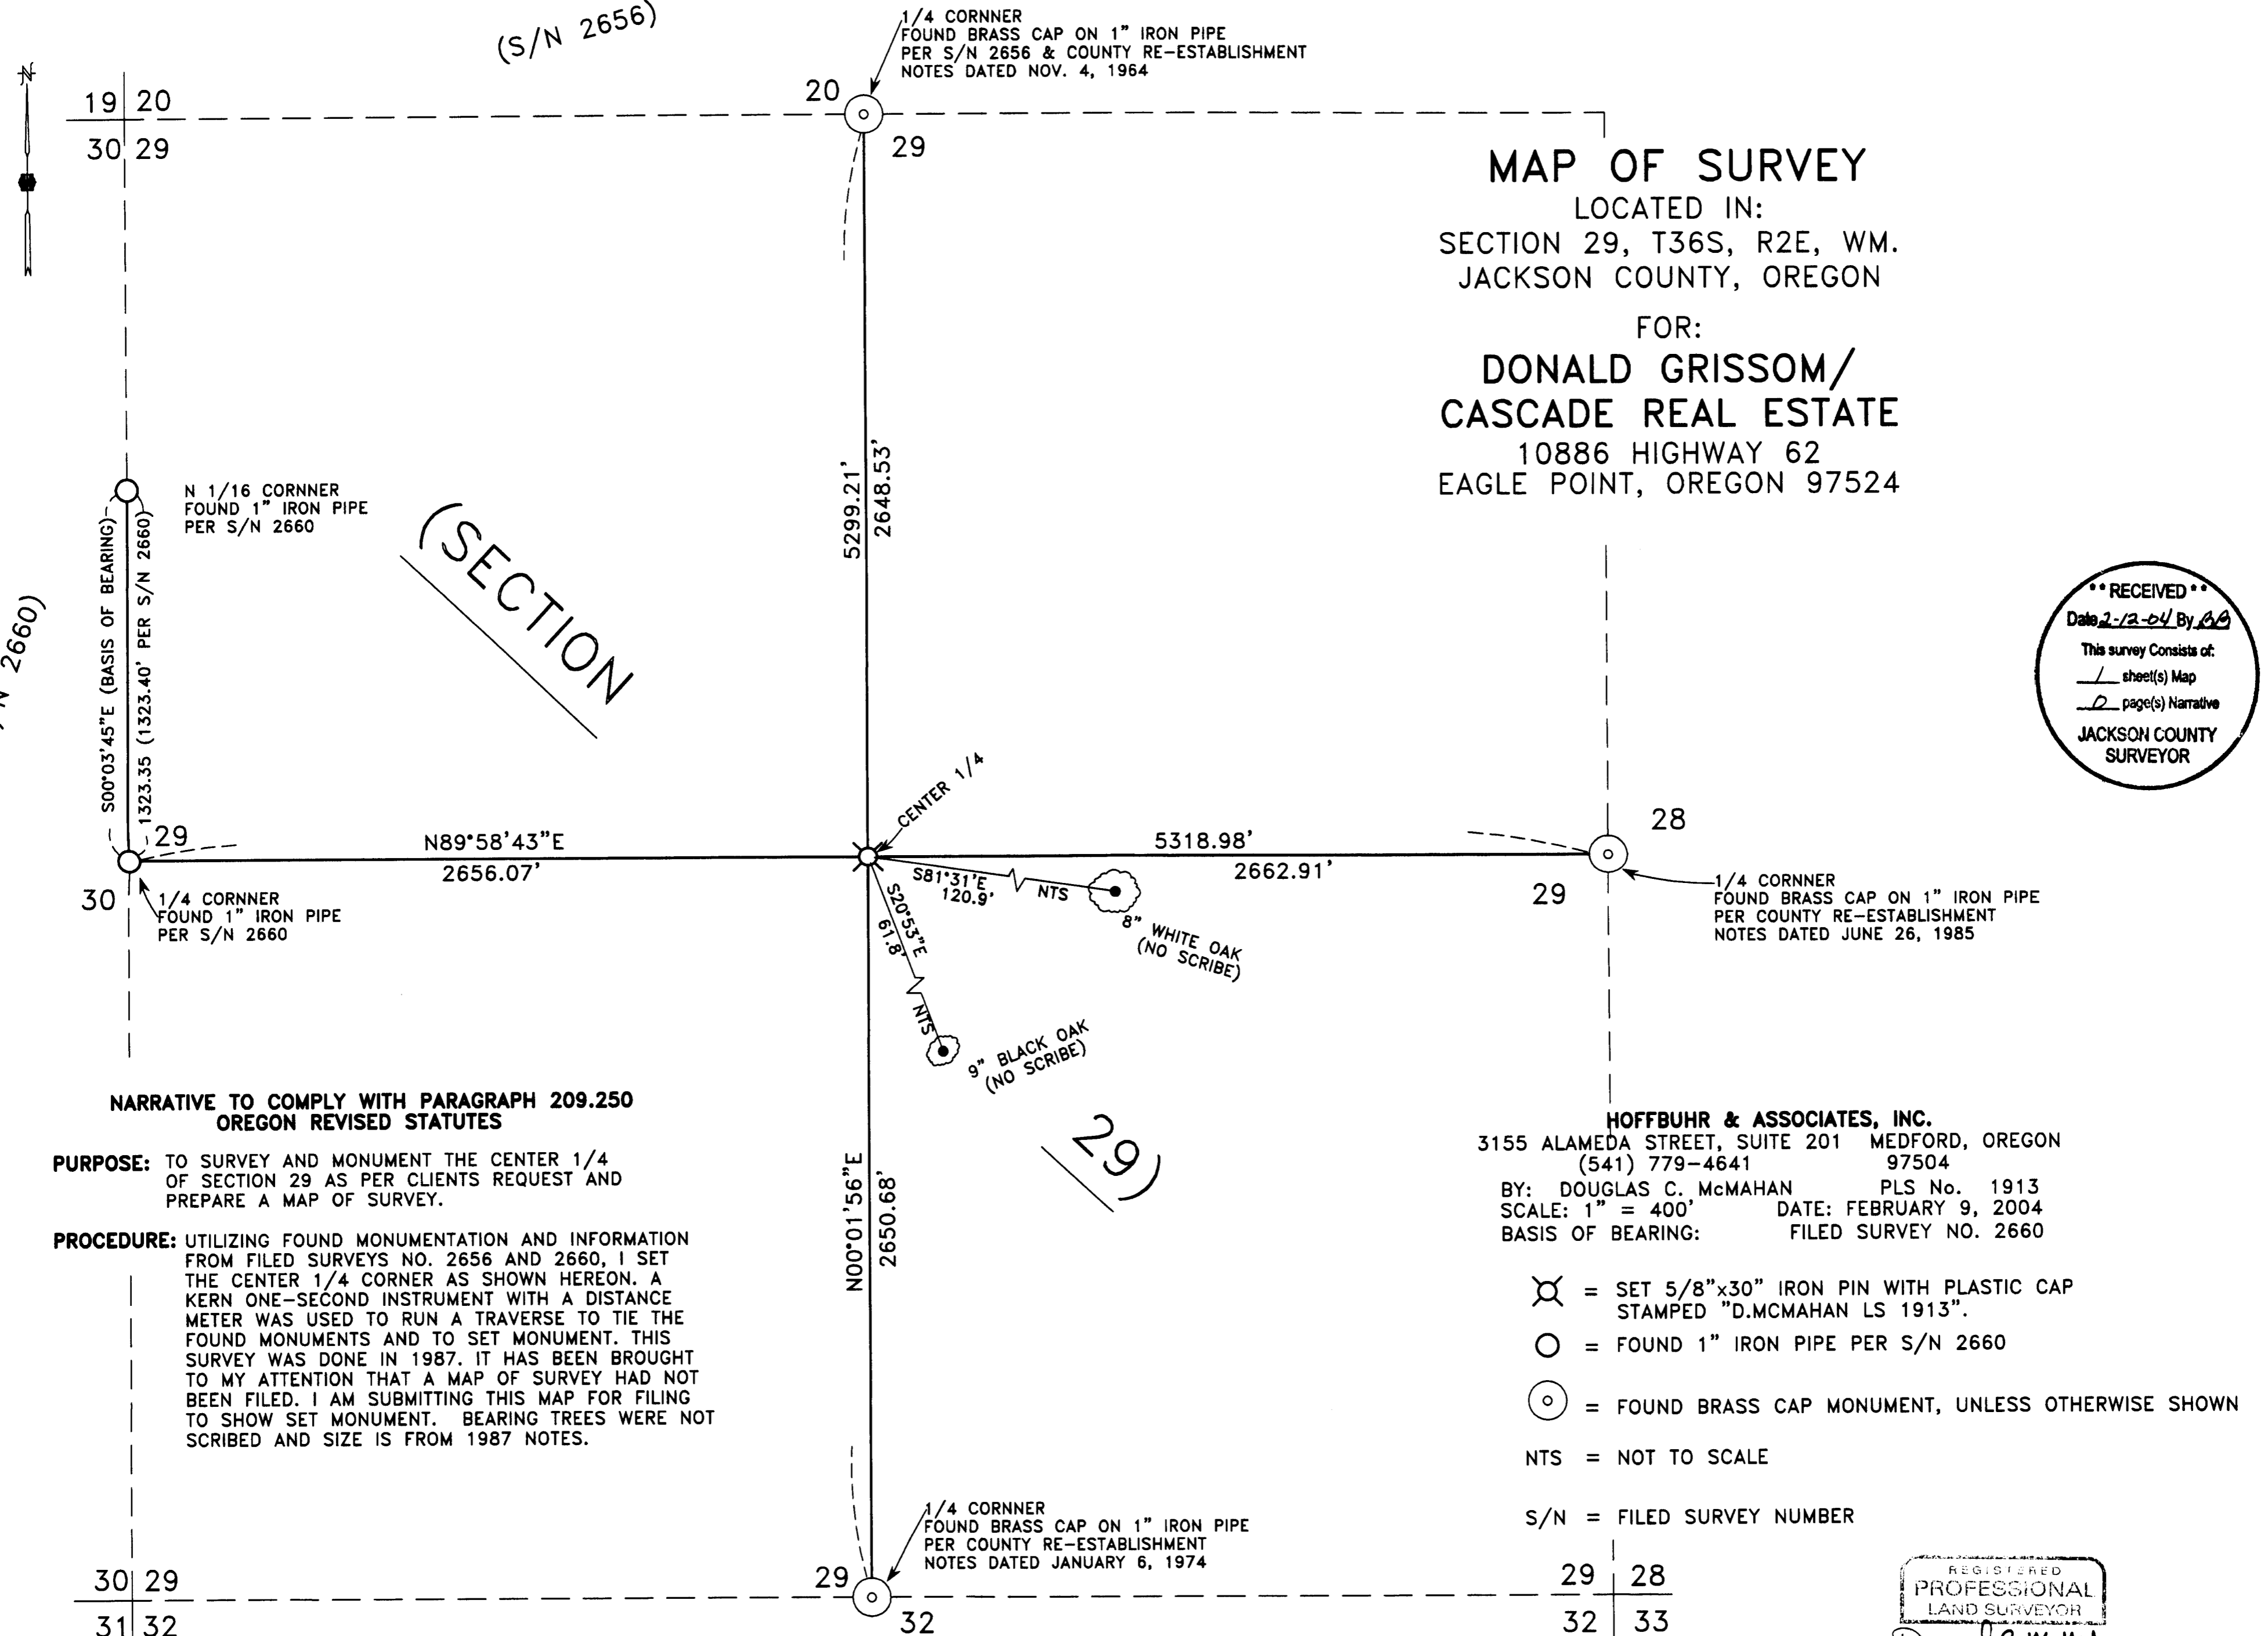 (S/N 2656)
1/4 CORNNER
FOUND BRASS CAP ON 1" IRON PIPE
PER S/N 2656 & COUNTY RE-ESTABLISHMENT
NOTES DATED NOV. 4, 1964
N
19 20
30 29
20
29
MAP OF SURVEY
LOCATED IN:
SECTION 29, T36S, R2E, WM.
JACKSON COUNTY, OREGON
FOR:
DONALD GRISSOM/
CASCADE REAL ESTATE
10886 HIGHWAY 62
EAGLE POINT, OREGON 97524
N 1/16 CORNNER
FOUND 1" IRON PIPE
PER S/N 2660
S00°03'45"E (BASIS OF BEARING)
1323.35 (1323.40' PER S/N 2660)
N 2660)
(SECTION
5299.21'
2648.53'
** RECEIVED **
Date 2-12-04 By BB
This survey Consists of:
1 sheet(s) Map
0 page(s) Narrative
JACKSON COUNTY
SURVEYOR
CENTER 1/4
29
30
N89°58'43"E
2656.07'
5318.98'
2662.91'
28
29
1/4 CORNNER
FOUND 1" IRON PIPE
PER S/N 2660
S81°31'E
120.9'
NTS
8" WHITE OAK
(NO SCRIBE)
S20°53"E
61.8'
NTS
9" BLACK OAK
(NO SCRIBE)
1/4 CORNNER
FOUND BRASS CAP ON 1" IRON PIPE
PER COUNTY RE-ESTABLISHMENT
NOTES DATED JUNE 26, 1985
29)
N00°01'56"E
2650.68'
NARRATIVE TO COMPLY WITH PARAGRAPH 209.250
OREGON REVISED STATUTES
PURPOSE: TO SURVEY AND MONUMENT THE CENTER 1/4
OF SECTION 29 AS PER CLIENTS REQUEST AND
PREPARE A MAP OF SURVEY.
PROCEDURE: UTILIZING FOUND MONUMENTATION AND INFORMATION
FROM FILED SURVEYS NO. 2656 AND 2660, I SET
THE CENTER 1/4 CORNER AS SHOWN HEREON. A
KERN ONE-SECOND INSTRUMENT WITH A DISTANCE
METER WAS USED TO RUN A TRAVERSE TO TIE THE
FOUND MONUMENTS AND TO SET MONUMENT. THIS
SURVEY WAS DONE IN 1987. IT HAS BEEN BROUGHT
TO MY ATTENTION THAT A MAP OF SURVEY HAD NOT
BEEN FILED. I AM SUBMITTING THIS MAP FOR FILING
TO SHOW SET MONUMENT. BEARING TREES WERE NOT
SCRIBED AND SIZE IS FROM 1987 NOTES.
HOFFBUHR & ASSOCIATES, INC.
3155 ALAMEDA STREET, SUITE 201 MEDFORD, OREGON
(541) 779-4641 97504
BY: DOUGLAS C. McMAHAN PLS No. 1913
SCALE: 1" = 400' DATE: FEBRUARY 9, 2004
BASIS OF BEARING: FILED SURVEY NO. 2660
= SET 5/8"x30" IRON PIN WITH PLASTIC CAP
STAMPED "D.MCMAHAN LS 1913".
= FOUND 1" IRON PIPE PER S/N 2660
= FOUND BRASS CAP MONUMENT, UNLESS OTHERWISE SHOWN
NTS = NOT TO SCALE
S/N = FILED SURVEY NUMBER
1/4 CORNNER
FOUND BRASS CAP ON 1" IRON PIPE
PER COUNTY RE-ESTABLISHMENT
NOTES DATED JANUARY 6, 1974
30 29
31 32
29
32
29 28
32 33
REGISTERED
PROFESSIONAL
LAND SURVEYOR